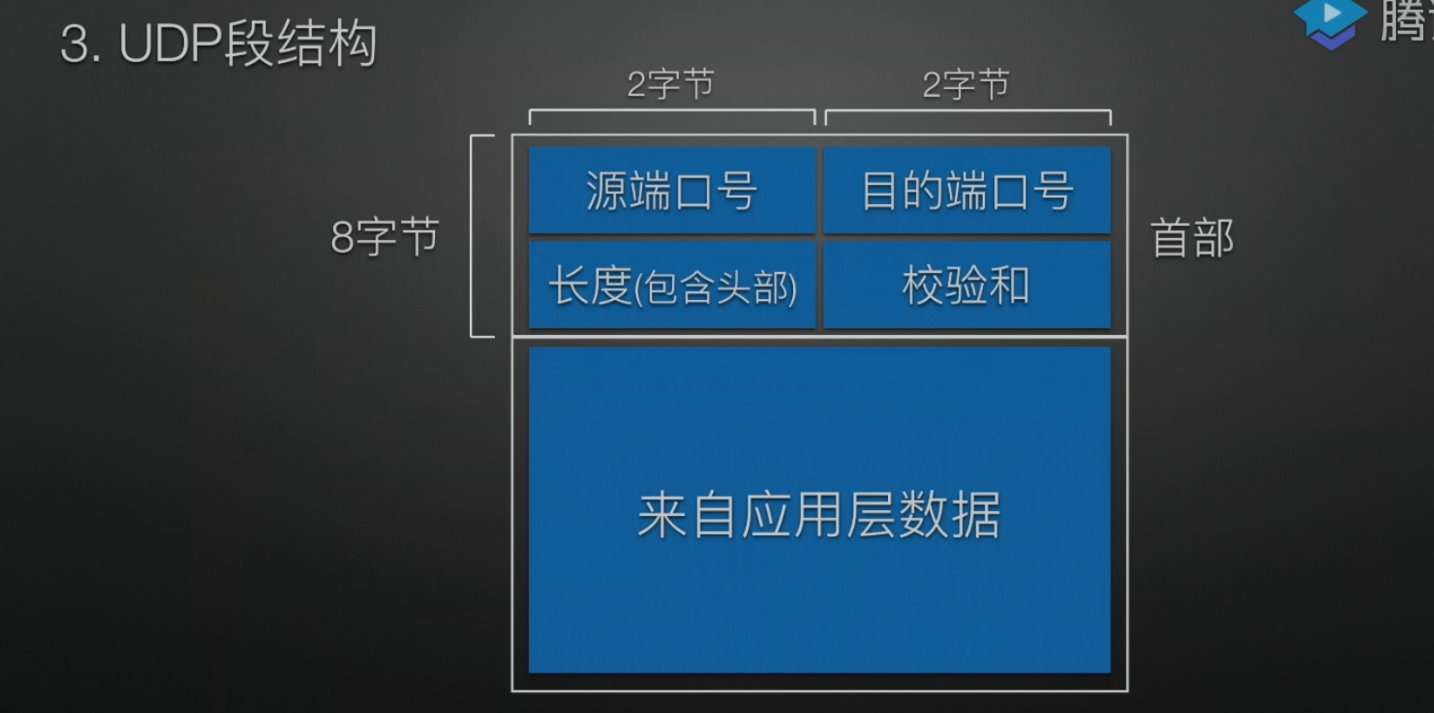 3. UDP段结构
2字节 2字节
源端口号 目的端口号
8字节 首部
长度(包含头部) 校验和
来自应用层数据